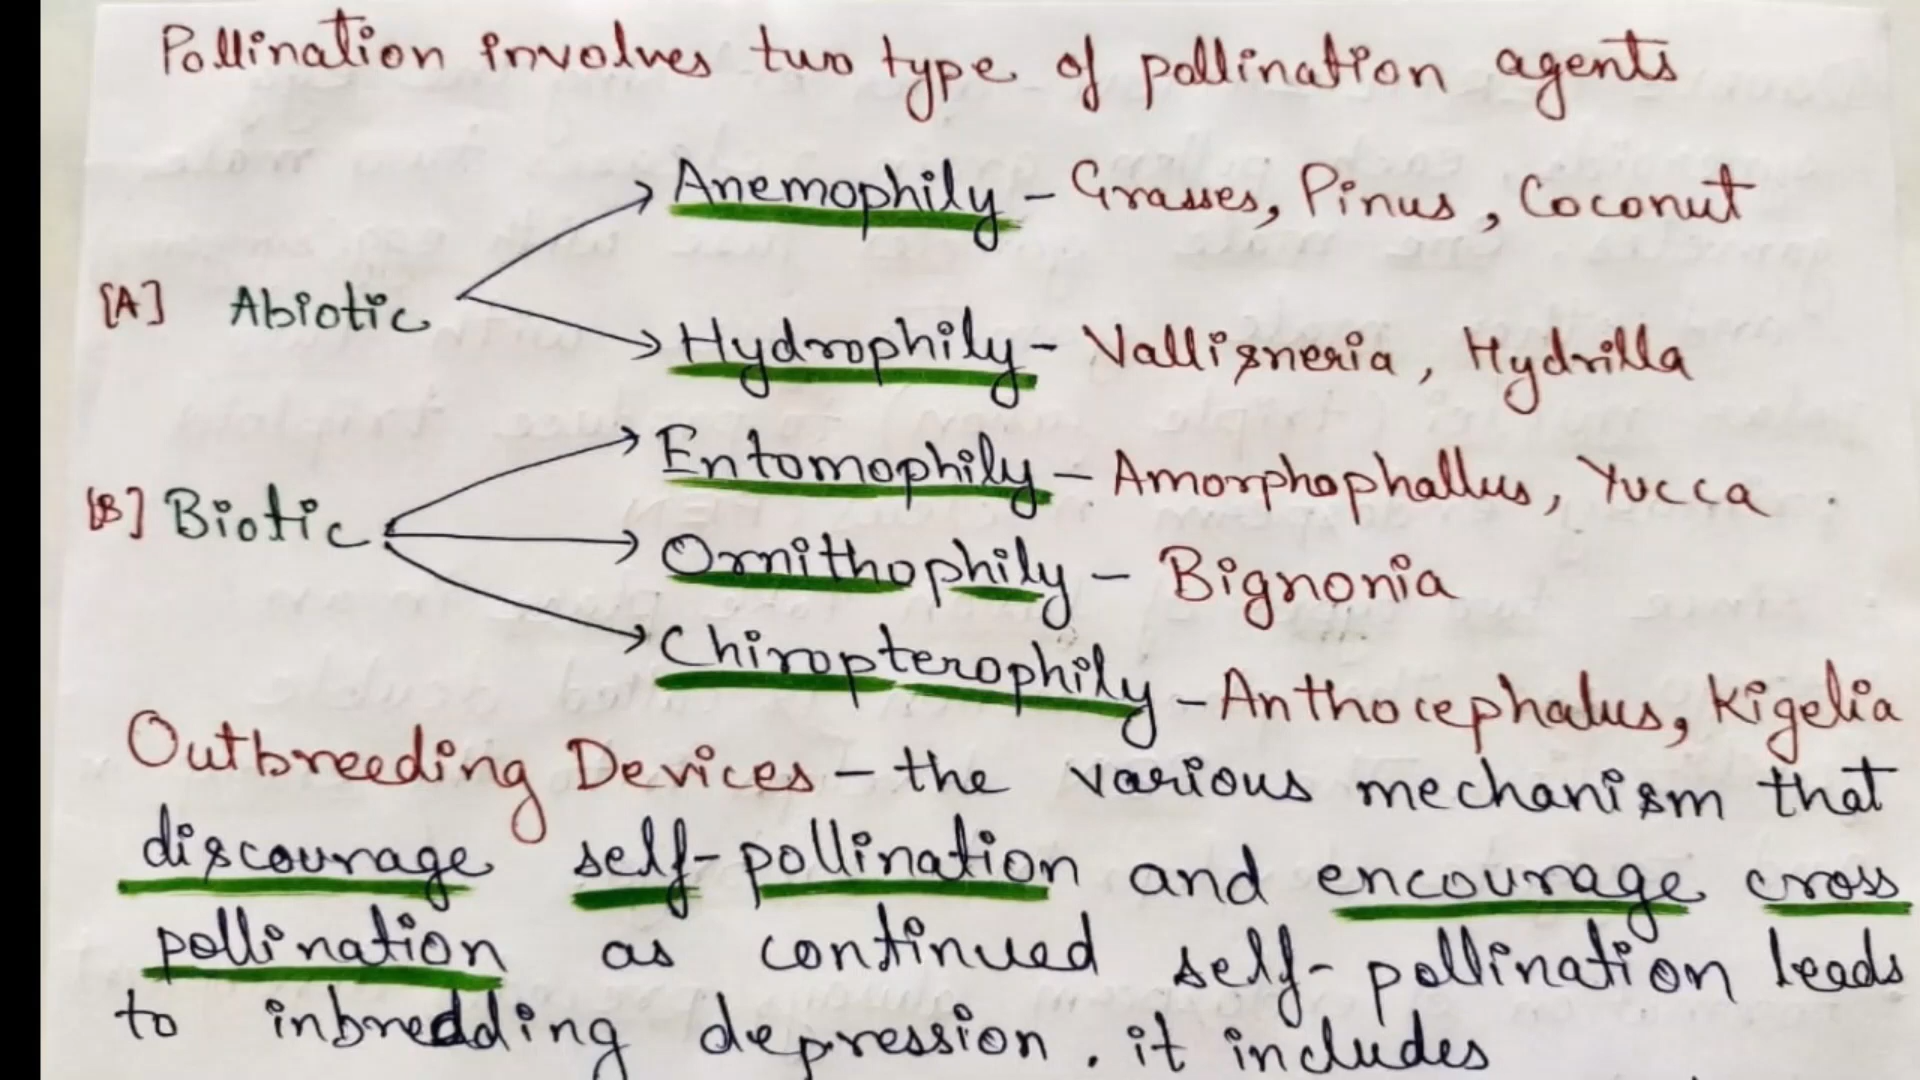 Pollination involves two type of pollination agents
Anemophily - Grasses, Pinus, Coconut
[A] Abiotic
Hydrophily - Vallisneria, Hydrilla
Entomophily - Amorphophallus, Yucca
[B] Biotic
Ornithophily - Bignonia
Chiropterophily - Anthocephalus, Kigelia
Outbreeding Devices - the various mechanism that
discourage self-pollination and encourage cross
pollination as continued self-pollination leads
to inbredding depression. it includes